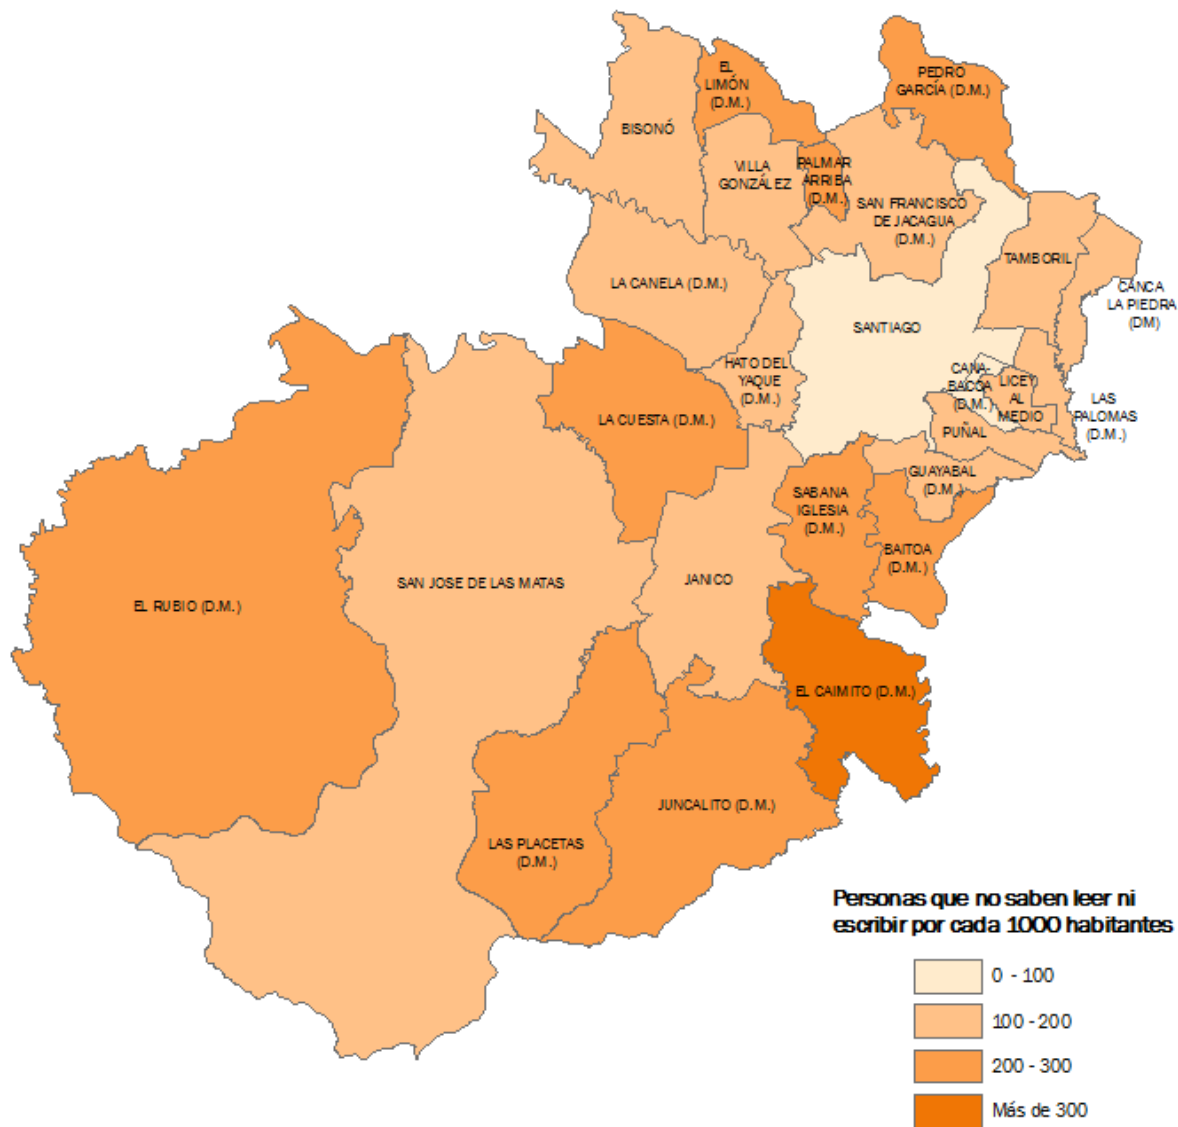 EL
LIMÓN
(D.M.)
PEDRO
GARCÍA (D.M.)
BISONÓ
VILLA
GONZÁLEZ
PALMAR
ARRIBA
(D.M.)
SAN FRANCISCO
DE JACAGUA
(D.M.)
TAMBORIL
LA CANELA (D.M.)
CANCA
LA PIEDRA
(DM)
SANTIAGO
HATO DEL
YAQUE
(D.M.)
CANA-
BACOA
(D.M.)
LICEY
AL
MEDIO
LAS
PALOMAS
(D.M.)
LA CUESTA (D.M.)
PUÑAL
GUAYABAL
(D.M.)
SABANA
IGLESIA
(D.M.)
BAITOA
(D.M.)
SAN JOSE DE LAS MATAS
JANICO
EL RUBIO (D.M.)
EL CAIMITO (D.M.)
JUNCALITO (D.M.)
LAS PLACETAS
(D.M.)
Personas que no saben leer ni
escribir por cada 1000 habitantes
0 - 100
100 - 200
200 - 300
Más de 300